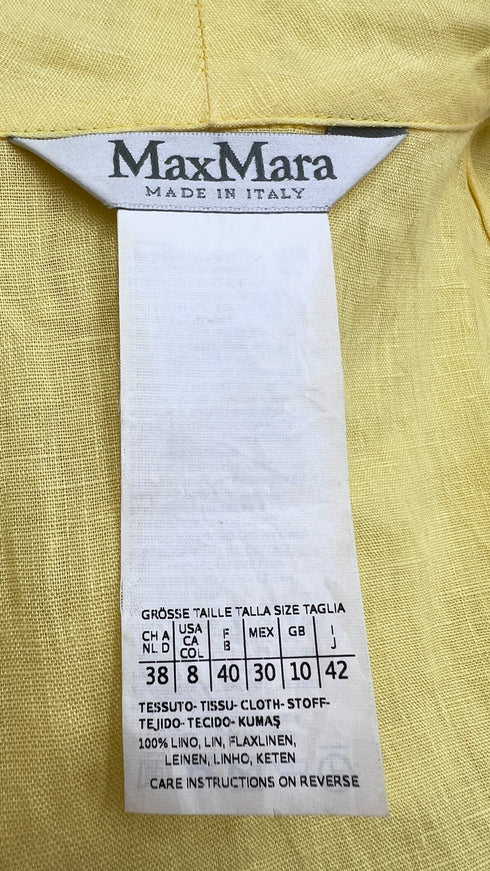 MaxMara
MADE IN ITALY
GRÖSSE TAILLE TALLA SIZE TAGLIA
CH A NL D | USA CA COL | F B | MEX | GB | I J
38 | 8 | 40 | 30 | 10 | 42
TESSUTO- TISSU- CLOTH- STOFF-
TEJIDO- TECIDO- KUMAŞ
100% LINO, LIN, FLAXLINEN,
LEINEN, LINHO, KETEN
CARE INSTRUCTIONS ON REVERSE